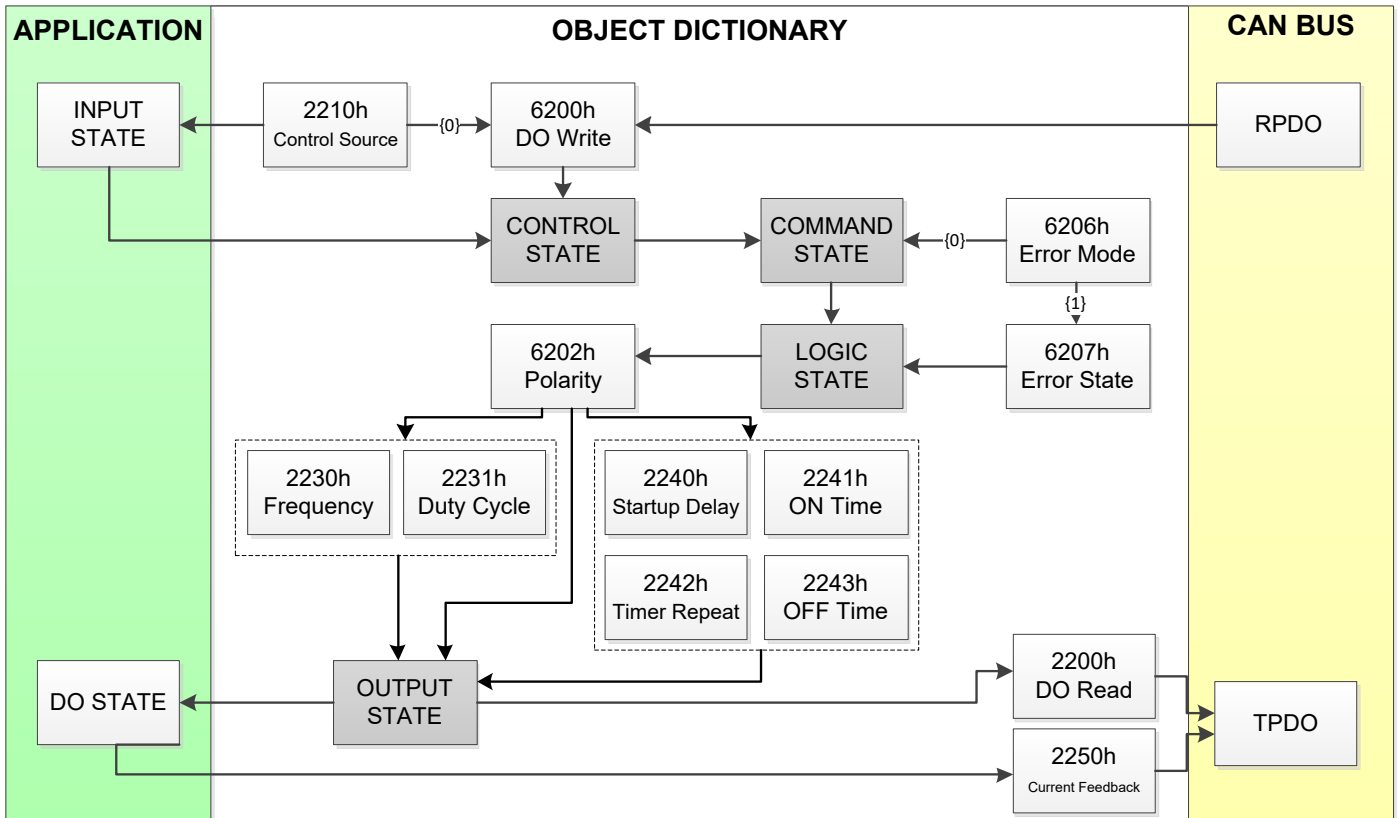 APPLICATION
OBJECT DICTIONARY
CAN BUS
INPUT
STATE
2210h
Control Source
{0}
6200h
DO Write
RPDO
CONTROL
STATE
COMMAND
STATE
{0}
6206h
Error Mode
{1}
6202h
Polarity
LOGIC
STATE
6207h
Error State
2230h
Frequency
2231h
Duty Cycle
2240h
Startup Delay
2241h
ON Time
2242h
Timer Repeat
2243h
OFF Time
DO STATE
OUTPUT
STATE
2200h
DO Read
TPDO
2250h
Current Feedback